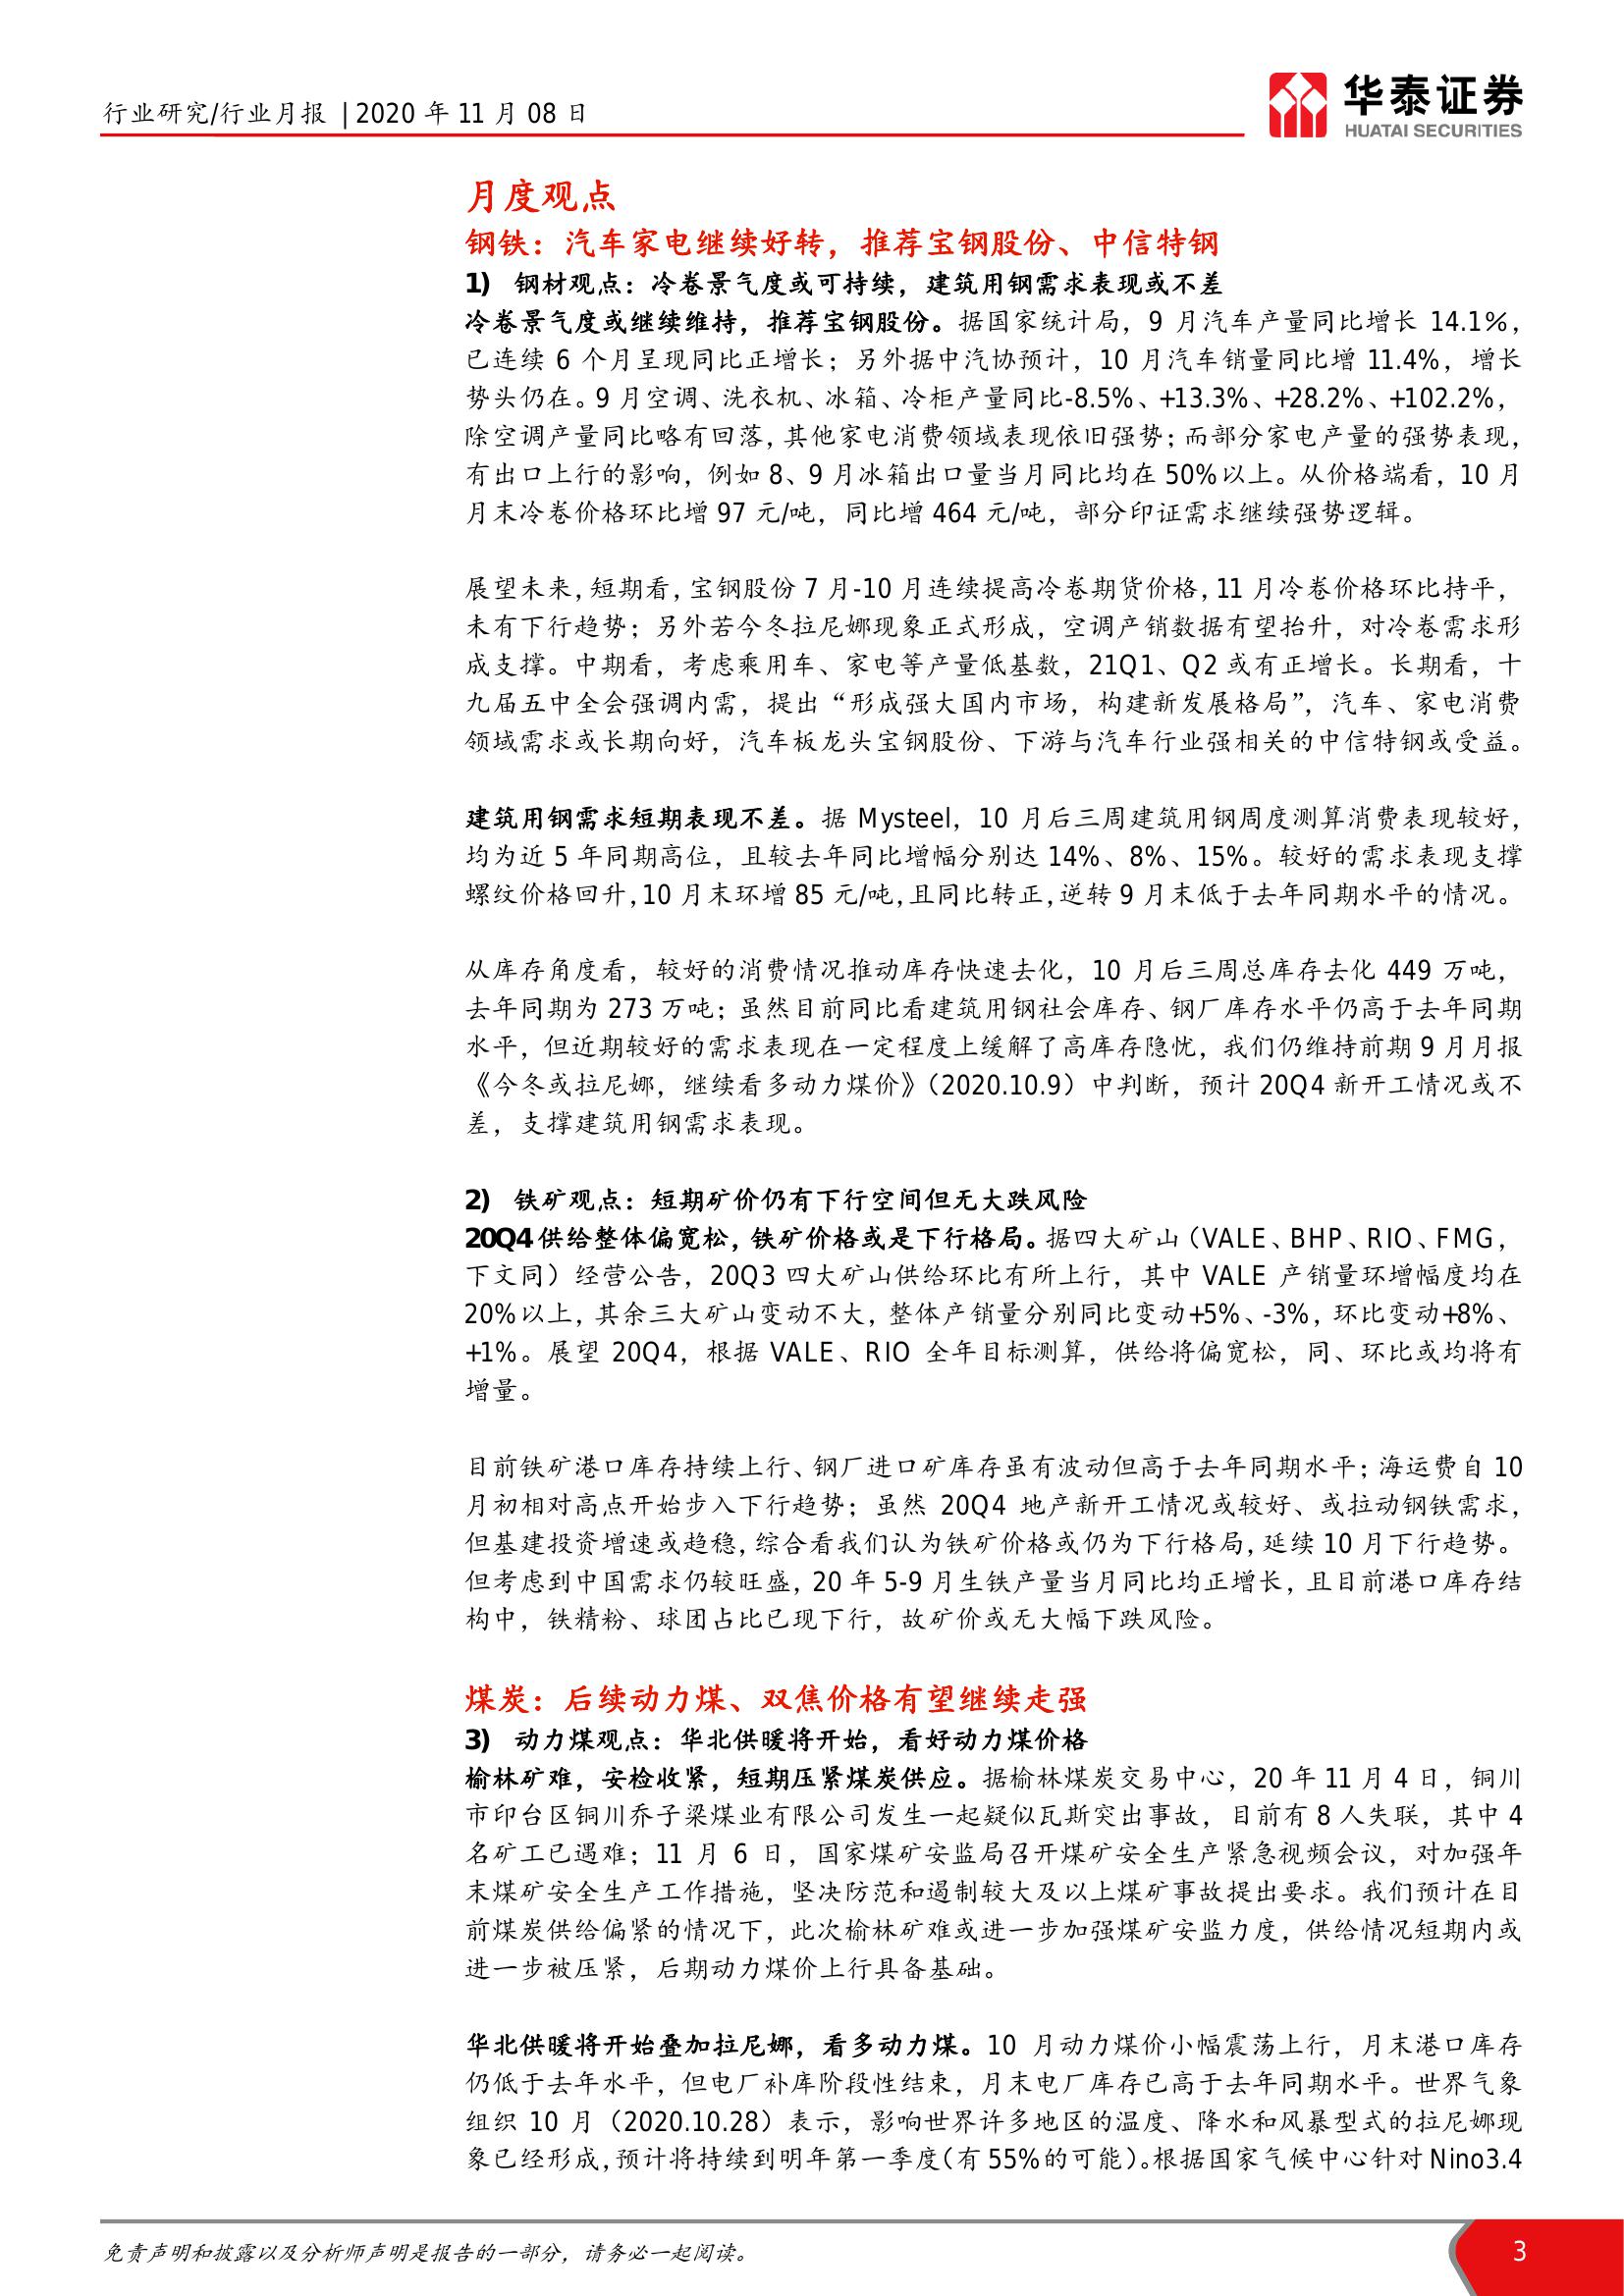 行业研究/行业月报 | 2020 年 11 月 08 日
华泰证券
HUATAI SECURITIES
月度观点
钢铁：汽车家电继续好转，推荐宝钢股份、中信特钢
1) 钢材观点：冷卷景气度或可持续，建筑用钢需求表现或不差
冷卷景气度或继续维持，推荐宝钢股份。据国家统计局，9 月汽车产量同比增长 14.1%，
已连续 6 个月呈现同比正增长；另外据中汽协预计，10 月汽车销量同比增 11.4%，增长
势头仍在。9 月空调、洗衣机、冰箱、冷柜产量同比-8.5%、+13.3%、+28.2%、+102.2%，
除空调产量同比略有回落，其他家电消费领域表现依旧强势；而部分家电产量的强势表现，
有出口上行的影响，例如 8、9 月冰箱出口量当月同比均在 50%以上。从价格端看，10 月
月末冷卷价格环比增 97 元/吨，同比增 464 元/吨，部分印证需求继续强势逻辑。
展望未来，短期看，宝钢股份 7 月-10 月连续提高冷卷期货价格，11 月冷卷价格环比持平，
未有下行趋势；另外若今冬拉尼娜现象正式形成，空调产销数据有望抬升，对冷卷需求形
成支撑。中期看，考虑乘用车、家电等产量低基数，21Q1、Q2 或有正增长。长期看，十
九届五中全会强调内需，提出“形成强大国内市场，构建新发展格局”，汽车、家电消费
领域需求或长期向好，汽车板龙头宝钢股份、下游与汽车行业强相关的中信特钢或受益。
建筑用钢需求短期表现不差。据 Mysteel，10 月后三周建筑用钢周度测算消费表现较好，
均为近 5 年同期高位，且较去年同比增幅分别达 14%、8%、15%。较好的需求表现支撑
螺纹价格回升，10 月末环增 85 元/吨，且同比转正，逆转 9 月末低于去年同期水平的情况。
从库存角度看，较好的消费情况推动库存快速去化，10 月后三周总库存去化 449 万吨，
去年同期为 273 万吨；虽然目前同比看建筑用钢社会库存、钢厂库存水平仍高于去年同期
水平，但近期较好的需求表现在一定程度上缓解了高库存隐忧，我们仍维持前期 9 月月报
《今冬或拉尼娜，继续看多动力煤价》（2020.10.9）中判断，预计 20Q4 新开工情况或不
差，支撑建筑用钢需求表现。
2) 铁矿观点：短期矿价仍有下行空间但无大跌风险
20Q4 供给整体偏宽松，铁矿价格或是下行格局。据四大矿山（VALE、BHP、RIO、FMG，
下文同）经营公告，20Q3 四大矿山供给环比有所上行，其中 VALE 产销量环增幅度均在
20%以上，其余三大矿山变动不大，整体产销量分别同比变动+5%、-3%，环比变动+8%、
+1%。展望 20Q4，根据 VALE、RIO 全年目标测算，供给将偏宽松，同、环比或均将有
增量。
目前铁矿港口库存持续上行、钢厂进口矿库存虽有波动但高于去年同期水平；海运费自 10
月初相对高点开始步入下行趋势；虽然 20Q4 地产新开工情况或较好、或拉动钢铁需求，
但基建投资增速或趋稳，综合看我们认为铁矿价格或仍为下行格局，延续 10 月下行趋势。
但考虑到中国需求仍较旺盛，20 年 5-9 月生铁产量当月同比均正增长，且目前港口库存结
构中，铁精粉、球团占比已现下行，故矿价或无大幅下跌风险。
煤炭：后续动力煤、双焦价格有望继续走强
3) 动力煤观点：华北供暖将开始，看好动力煤价格
榆林矿难，安检收紧，短期压紧煤炭供应。据榆林煤炭交易中心，20 年 11 月 4 日，铜川
市印台区铜川乔子梁煤业有限公司发生一起疑似瓦斯突出事故，目前有 8 人失联，其中 4
名矿工已遇难；11 月 6 日，国家煤矿安监局召开煤矿安全生产紧急视频会议，对加强年
末煤矿安全生产工作措施，坚决防范和遏制较大及以上煤矿事故提出要求。我们预计在目
前煤炭供给偏紧的情况下，此次榆林矿难或进一步加强煤矿安监力度，供给情况短期内或
进一步被压紧，后期动力煤价上行具备基础。
华北供暖将开始叠加拉尼娜，看多动力煤。10 月动力煤价小幅震荡上行，月末港口库存
仍低于去年水平，但电厂补库阶段性结束，月末电厂库存已高于去年同期水平。世界气象
组织 10 月（2020.10.28）表示，影响世界许多地区的温度、降水和风暴型式的拉尼娜现
象已经形成，预计将持续到明年第一季度（有 55%的可能）。根据国家气候中心针对 Nino3.4
免责声明和披露以及分析师声明是报告的一部分，请务必一起阅读。
3